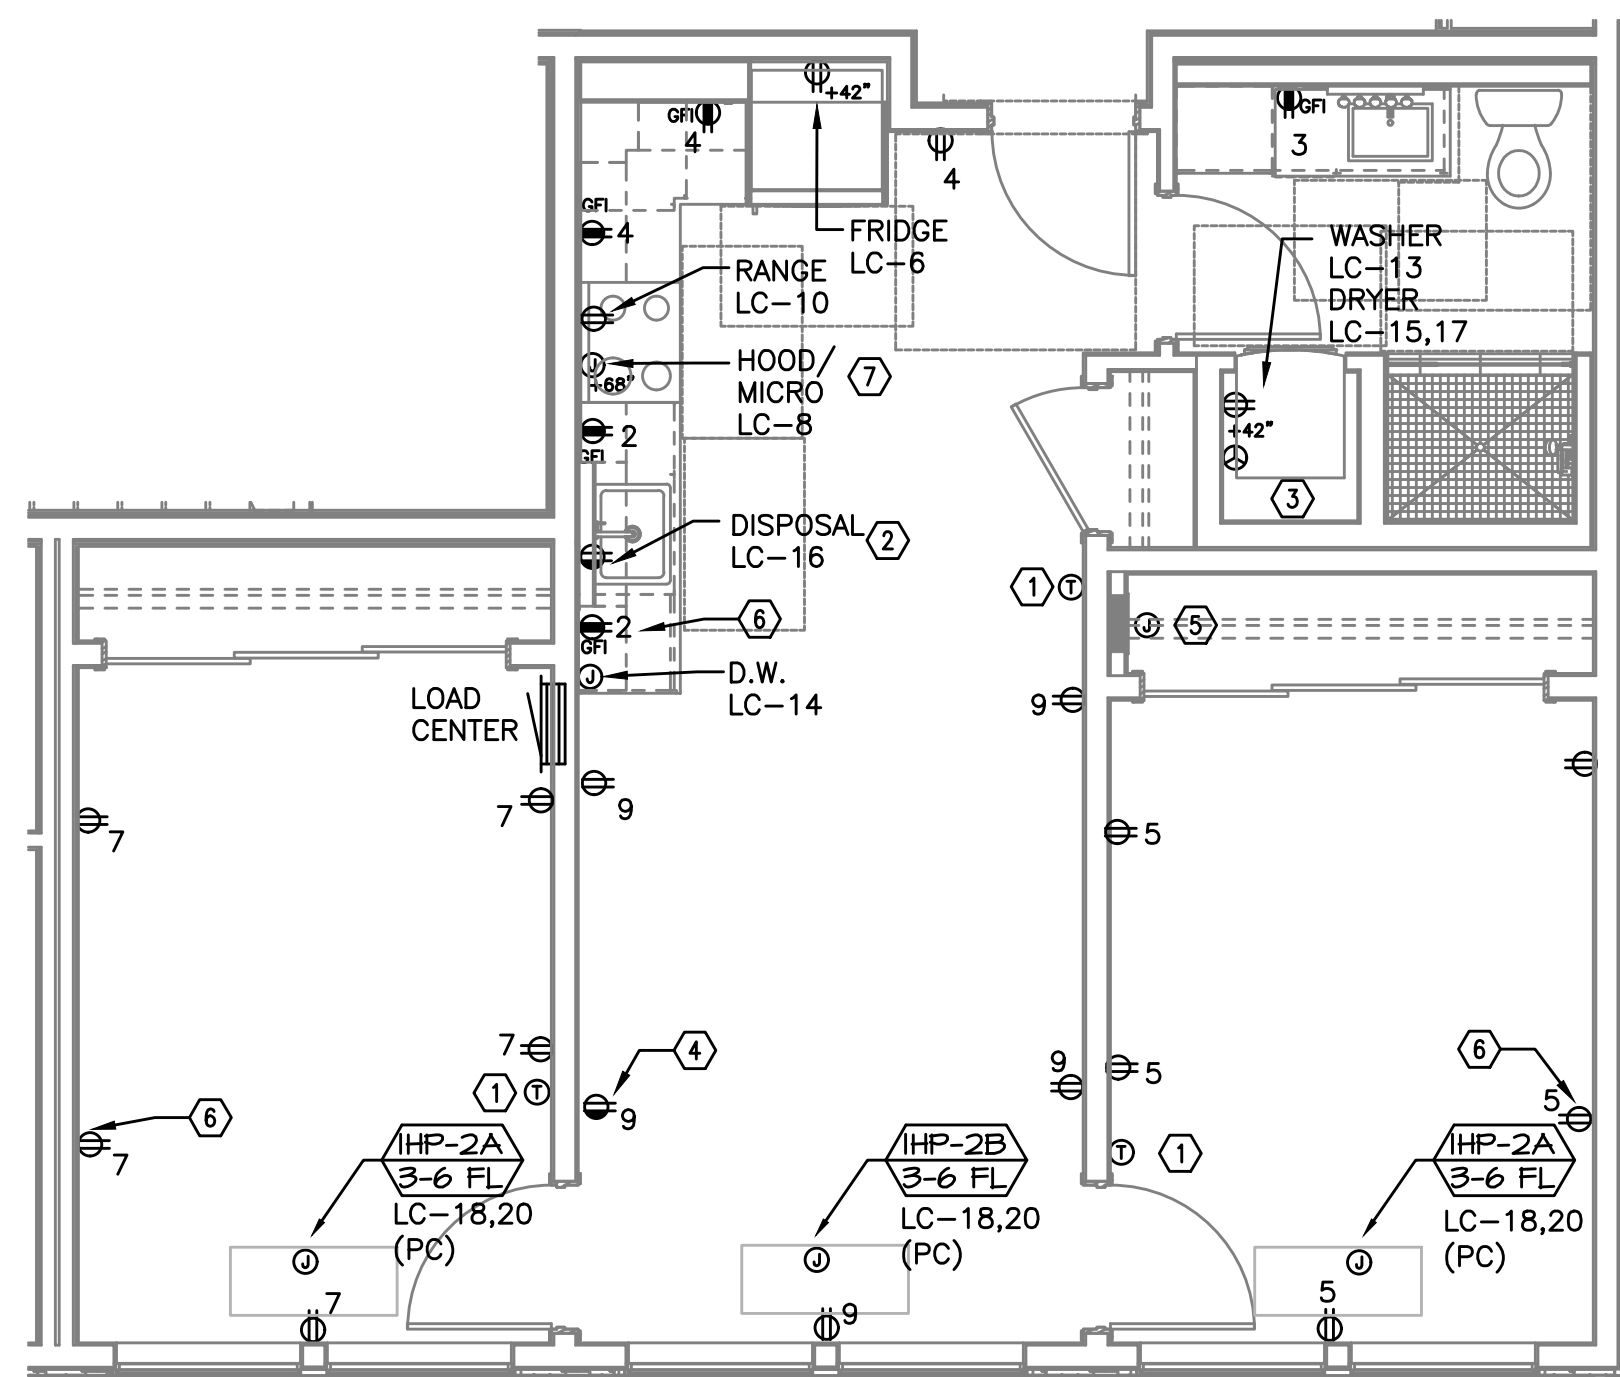 +42"
GFI
4
4
GFI
3
GFI
4
FRIDGE
LC-6
WASHER
LC-13
DRYER
LC-15,17
RANGE
LC-10
J
+68"
HOOD/
MICRO
LC-8
7
2
GFI
+42"
3
DISPOSAL
LC-16
2
1
T
J
5
2
GFI
6
J
D.W.
LC-14
LOAD
CENTER
9
7
7
9
5
7
4
9
5
6
1
T
9
5
6
7
T
1
IHP-2A
3-6 FL
LC-18,20
(PC)
IHP-2B
3-6 FL
LC-18,20
(PC)
IHP-2A
3-6 FL
LC-18,20
(PC)
J
J
J
7
9
5